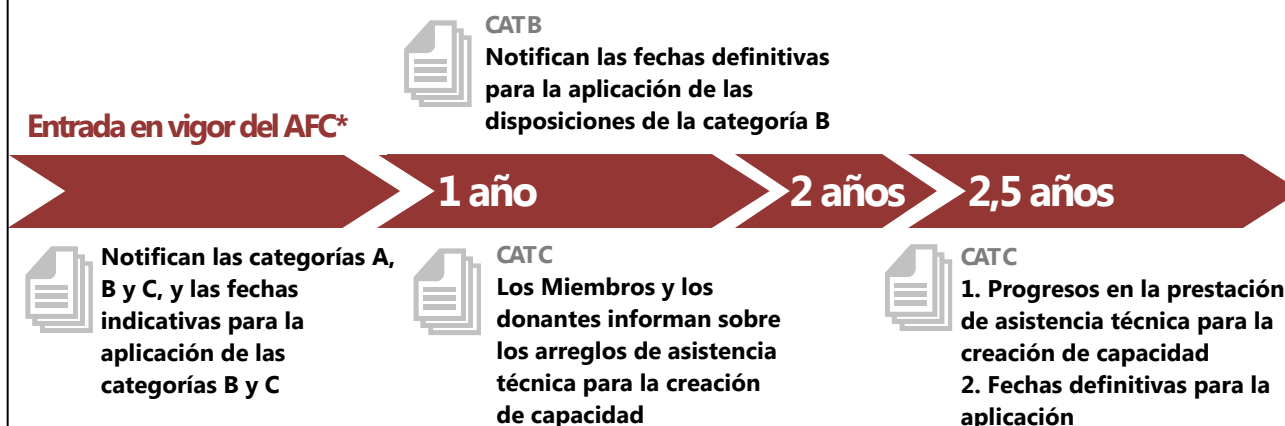 CAT B
Notifican las fechas definitivas
para la aplicación de las
disposiciones de la categoría B
Entrada en vigor del AFC*
1 año
2 años
2,5 años
Notifican las categorías A,
B y C, y las fechas
indicativas para la
aplicación de las
categorías B y C
CAT C
Los Miembros y los
donantes informan sobre
los arreglos de asistencia
técnica para la creación
de capacidad
CAT C
1. Progresos en la prestación
de asistencia técnica para la
creación de capacidad
2. Fechas definitivas para la
aplicación